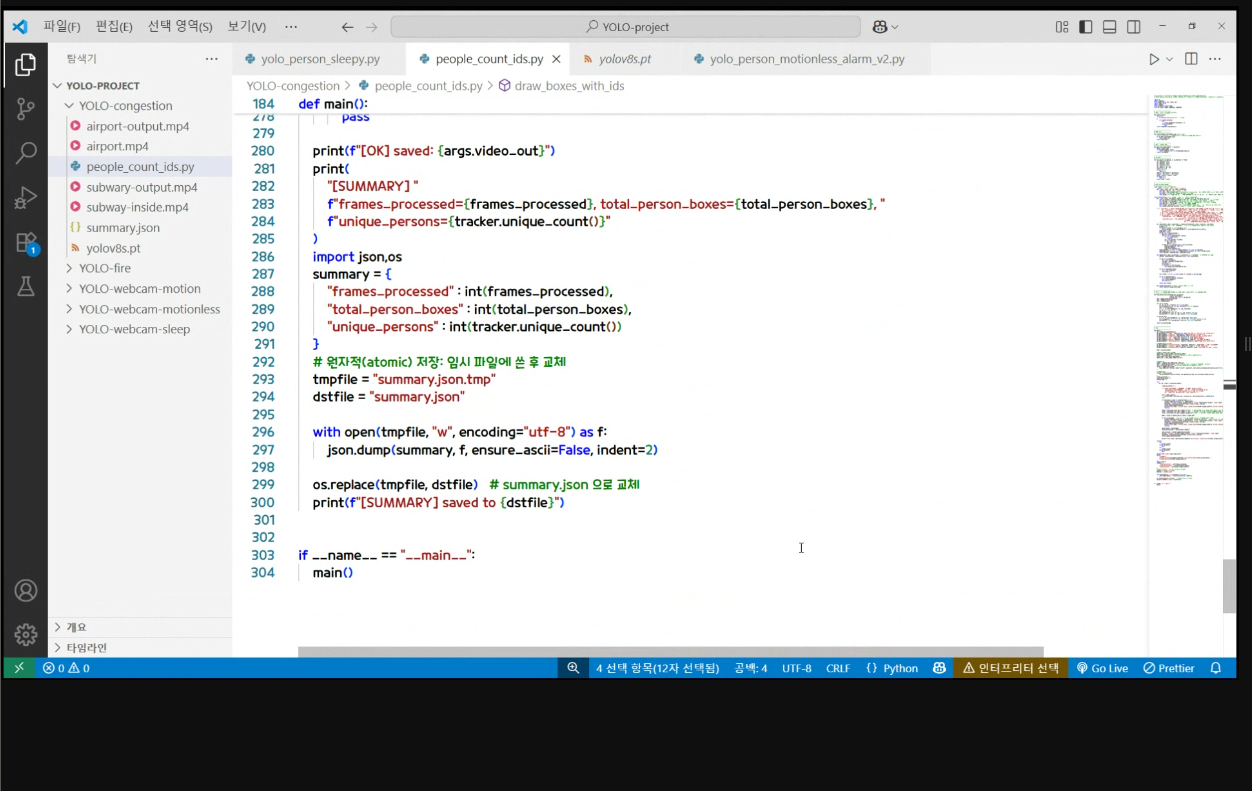 파일(F) 편집(E) 선택 영역(S) 보기(V) ··· YOLO-project
탐색기 ···
yolo_person_sleepy.py people_count_ids.py yolov8s.pt yolo_person_motionless_alarm_v2.py
YOLO-congestion > people_count_ids.py > draw_boxes_with_ids
YOLO-PROJECT
YOLO-congestion
airport-output.mp4
airport.mp4
people_count_ids.py
subwary-output.mp4
subway-inside.mp4
{} summary.json
yolov8s.pt
YOLO-fire
YOLO-webcam-motion
YOLO-webcam-motionless
YOLO-webcam-sleep
개요
타임라인
1
184 def main():
278 pass
279
280 print(f"[OK] saved: {args.video_out}")
281 print(
282 "[SUMMARY] "
283 f"frames_processed={frames_processed}, total_person_boxes={total_person_boxes}, "
284 f"unique_persons={tracker.unique_count()}"
285 )
286 import json,os
287 summary = {
288 "frames_processed" : int(frames_prcessed),
289 "total_person_boxes" : int(total_person_boxes),
290 "unique_persons" : int(tracker.unique_count())
291 }
292 # 원자적(atomic) 저장: 임시 파일에 쓴 후 교체
293 tmpfile = "summary.json.tmp"
294 dstfile = "summary.json"
295
296 with open(tmpfile, "w", encoding="utf-8") as f:
297 json.dump(summary, f, ensure_ascii=False, indent=2)
298
299 os.replace(tmpfile, dstfile) # summary.json 으로 교체
300 print(f"[SUMMARY] saved to {dstfile}")
301
302
303 if __name__ == "__main__":
304 main()
0 0 4 선택 항목(12자 선택됨) 공백: 4 UTF-8 CRLF {} Python 인터프리터 선택 Go Live Prettier